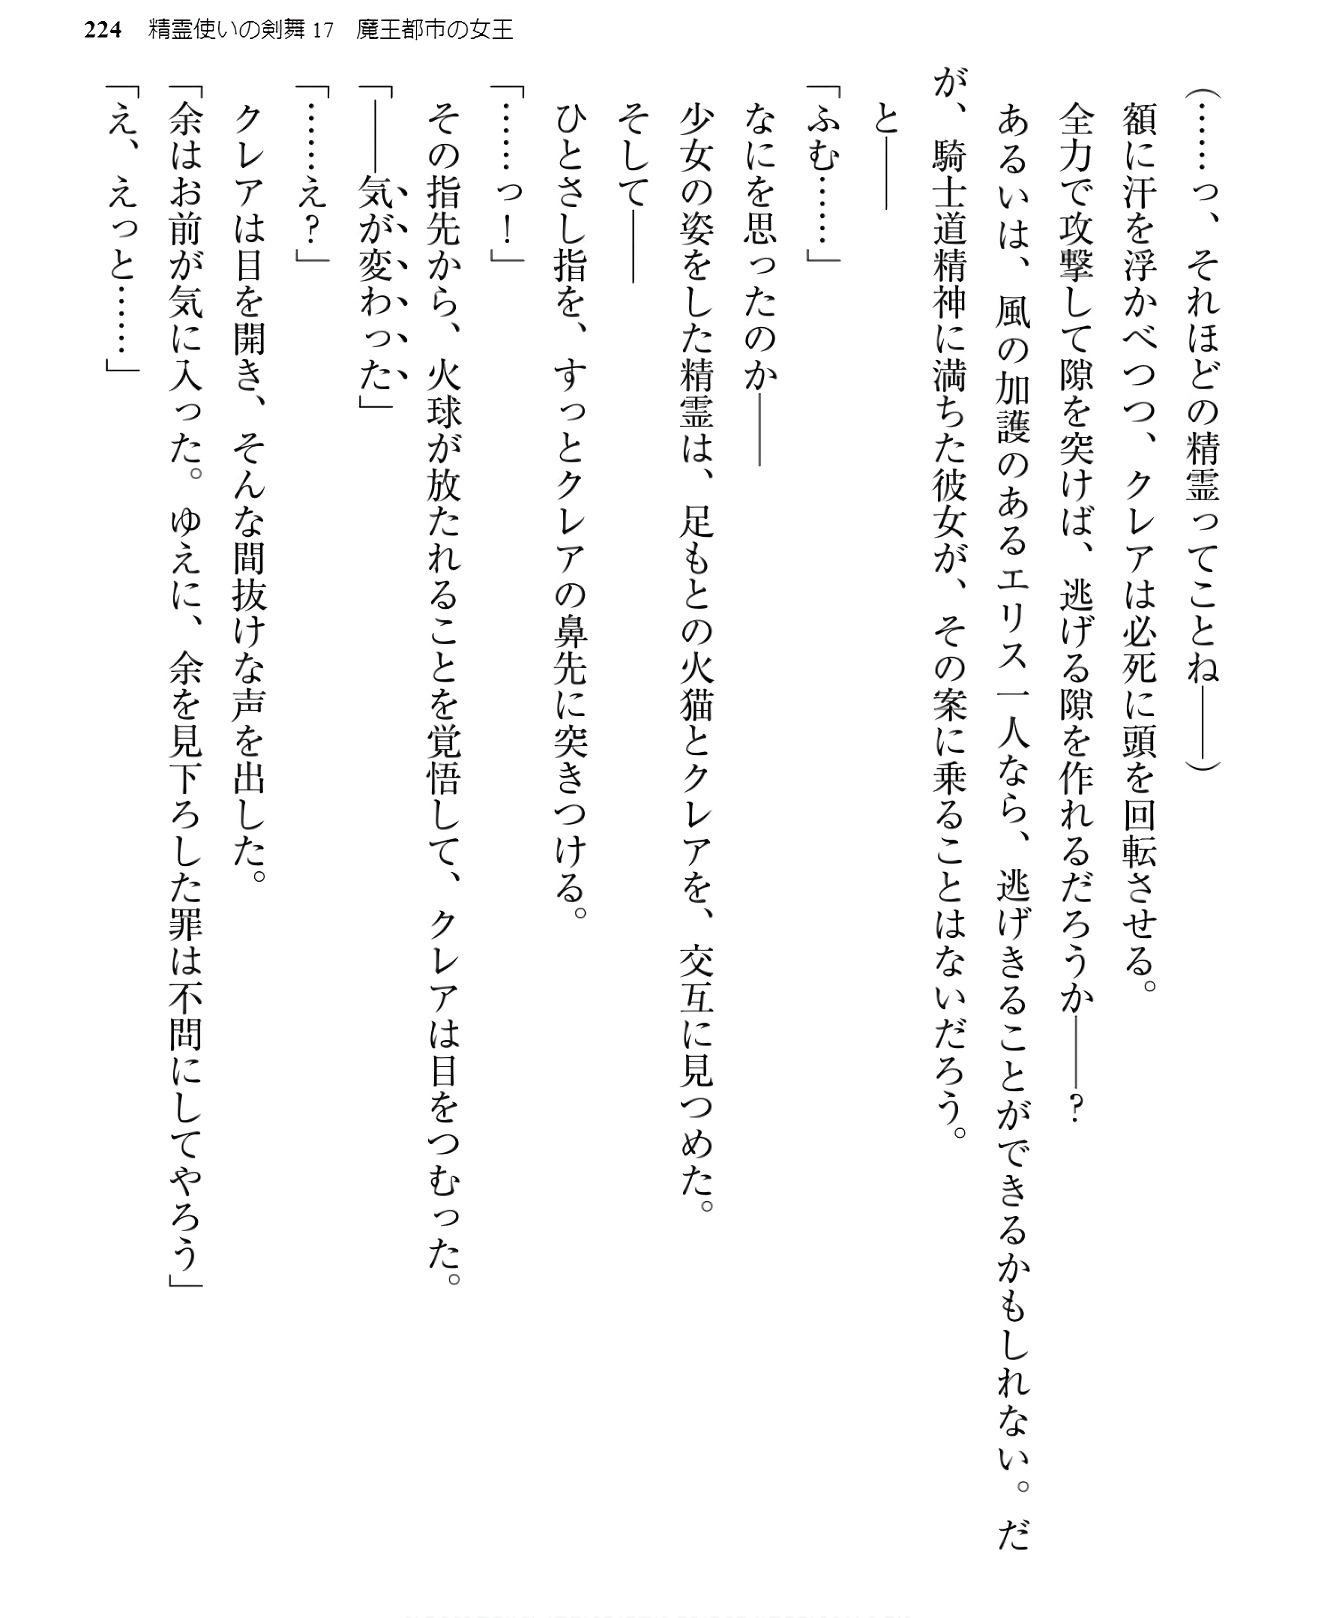 224 精霊使いの剣舞17 魔王都市の女王
(……っ、それほどの精霊ってことね――)
額に汗を浮かべつつ、クレアは必死に頭を回転させる。
全力で攻撃して隙を突けば、逃げる隙を作れるだろうか――?
あるいは、風の加護のあるエリス一人なら、逃げきることができるかもしれない。だ
が、騎士道精神に満ちた彼女が、その案に乗ることはないだろう。
と――
「ふむ……」
なにを思ったのか――
少女の姿をした精霊は、足もとの火猫とクレアを、交互に見つめた。
そして――
ひとさし指を、すっとクレアの鼻先に突きつける。
「……っ!」
その指先から、火球が放たれることを覚悟して、クレアは目をつむった。
「――気が変わった」
「……え?」
クレアは目を開き、そんな間抜けな声を出した。
「余はお前が気に入った。ゆえに、余を見下ろした罪は不問にしてやろう」
「え、えっと……」